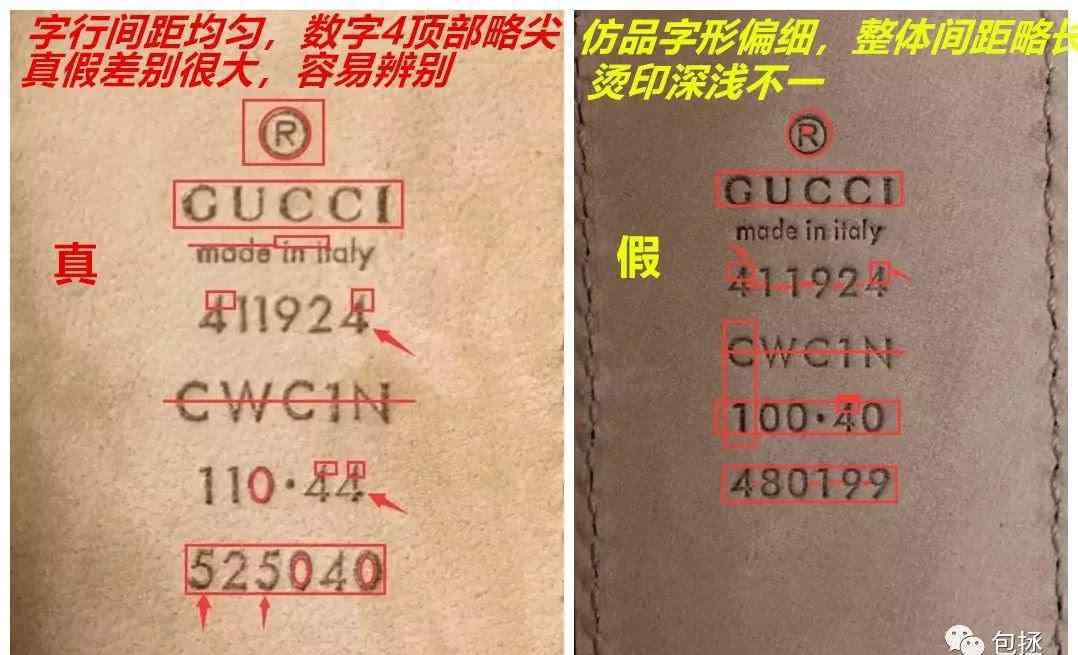 字行间距均匀，数字4顶部略尖
真假差别很大，容易辨别
®
GUCCI
made in italy
真
411924
CWC1N
110·44
525040
仿品字形偏细，整体间距略长
烫印深浅不一
®
GUCCI
made in italy
假
411924
CWC1N
100·40
480199
包拯